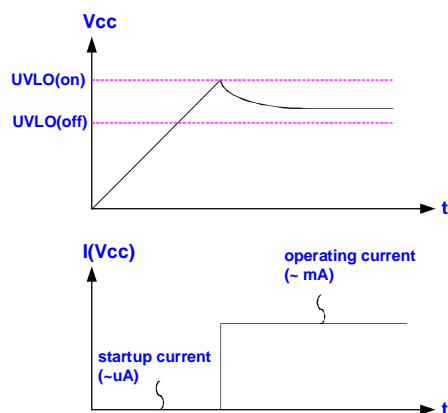 Vcc
UVLO(on)
UVLO(off)
t
I(Vcc)
operating current
(~ mA)
startup current
(~uA)
t